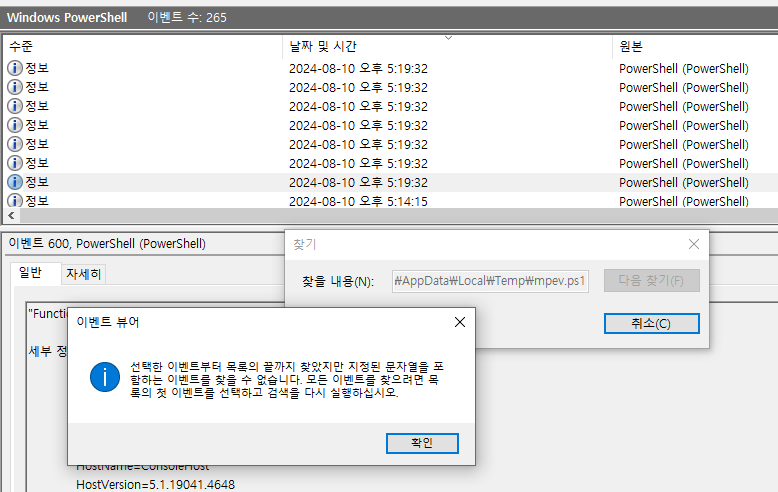 Windows PowerShell 이벤트 수: 265
수준 날짜 및 시간 원본
정보 2024-08-10 오후 5:19:32 PowerShell (PowerShell)
정보 2024-08-10 오후 5:19:32 PowerShell (PowerShell)
정보 2024-08-10 오후 5:19:32 PowerShell (PowerShell)
정보 2024-08-10 오후 5:19:32 PowerShell (PowerShell)
정보 2024-08-10 오후 5:19:32 PowerShell (PowerShell)
정보 2024-08-10 오후 5:19:32 PowerShell (PowerShell)
정보 2024-08-10 오후 5:19:32 PowerShell (PowerShell)
정보 2024-08-10 오후 5:14:15 PowerShell (PowerShell)
이벤트 600, PowerShell (PowerShell)
일반 자세히
찾기
찾을 내용(N): ₩AppData₩Local₩Temp₩mpev.ps1 다음 찾기(F)
취소(C)
"Functi
세부 정
이벤트 뷰어
선택한 이벤트부터 목록의 끝까지 찾았지만 지정된 문자열을 포
함하는 이벤트를 찾을 수 없습니다. 모든 이벤트를 찾으려면 목
록의 첫 이벤트를 선택하고 검색을 다시 실행하십시오.
확인
HostName=ConsoleHost
HostVersion=5.1.19041.4648